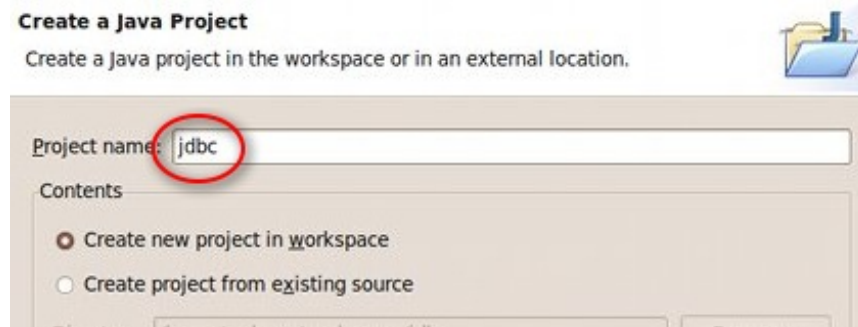 Create a Java Project
Create a Java project in the workspace or in an external location.
Project name: jdbc
Contents
Create new project in workspace
Create project from existing source